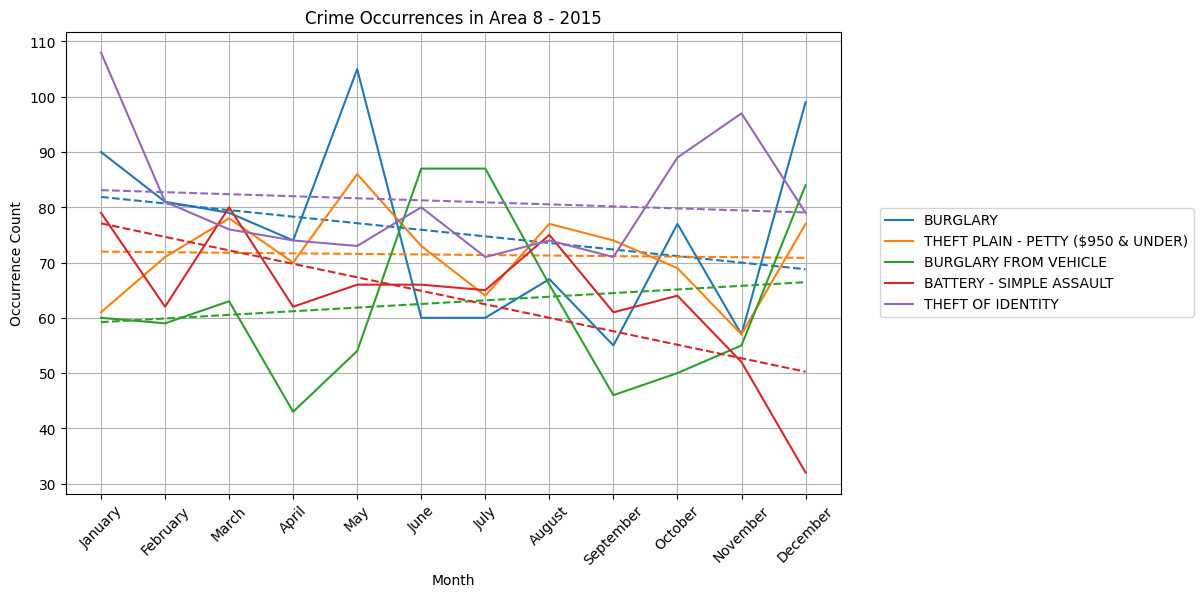 Crime Occurrences in Area 8 - 2015
Occurrence Count
110
100
90
80
70
60
50
40
30
January
February
March
April
May
June
July
August
September
October
November
December
Month
BURGLARY
THEFT PLAIN - PETTY ($950 & UNDER)
BURGLARY FROM VEHICLE
BATTERY - SIMPLE ASSAULT
THEFT OF IDENTITY